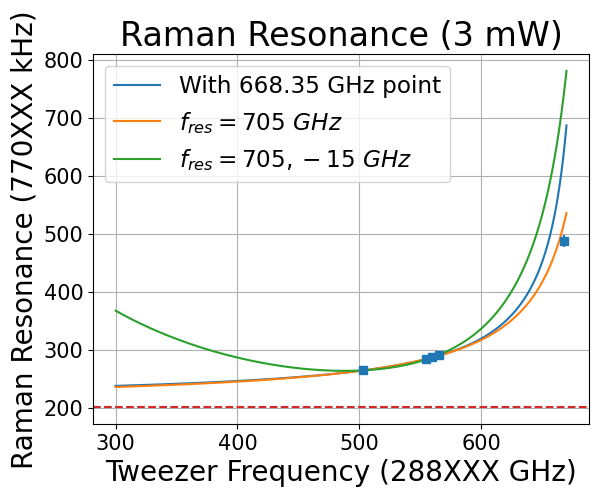 Raman Resonance (3 mW)
Raman Resonance (770XXX kHz)
800
700
600
500
400
300
200
With 668.35 GHz point
f_res = 705 GHz
f_res = 705, −15 GHz
300 400 500 600
Tweezer Frequency (288XXX GHz)